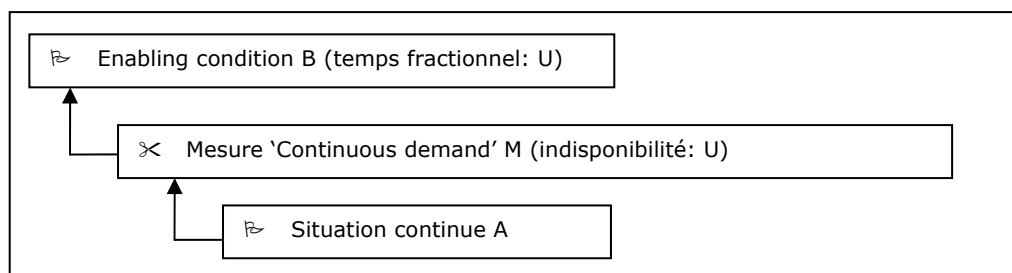 Enabling condition B (temps fractionnel: U)
Mesure ‘Continuous demand’ M (indisponibilité: U)
Situation continue A